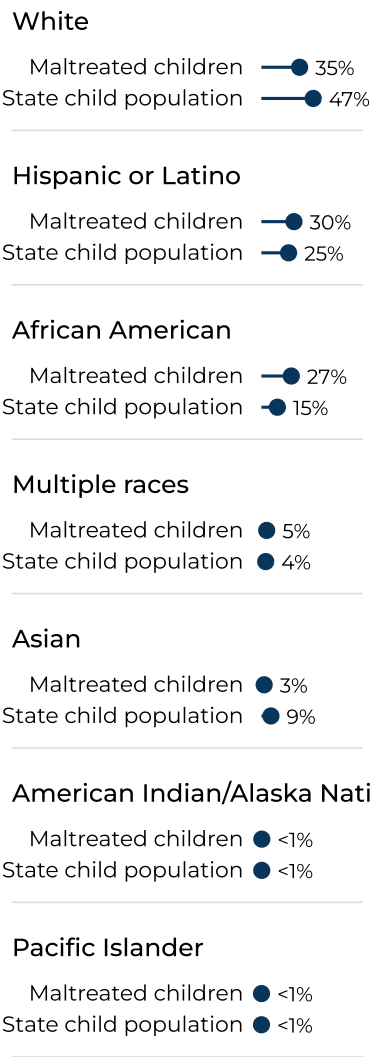 White
Maltreated children 35%
State child population 47%
Hispanic or Latino
Maltreated children 30%
State child population 25%
African American
Maltreated children 27%
State child population 15%
Multiple races
Maltreated children 5%
State child population 4%
Asian
Maltreated children 3%
State child population 9%
American Indian/Alaska Nati
Maltreated children <1%
State child population <1%
Pacific Islander
Maltreated children <1%
State child population <1%